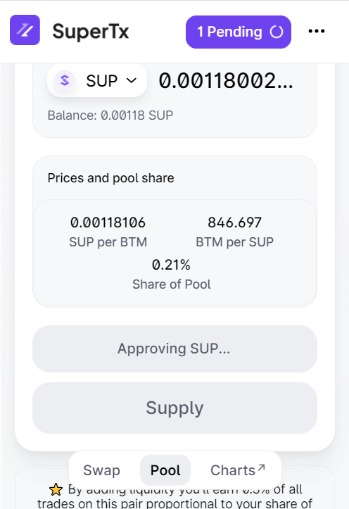 SuperTx
1 Pending
SUP
0.00118002...
Balance: 0.00118 SUP
Prices and pool share
0.00118106
846.697
SUP per BTM
BTM per SUP
0.21%
Share of Pool
Approving SUP...
Supply
Swap
Pool
Charts↗
⭐ By adding liquidity you'll earn 0.3% of all
trades on this pair proportional to your share of